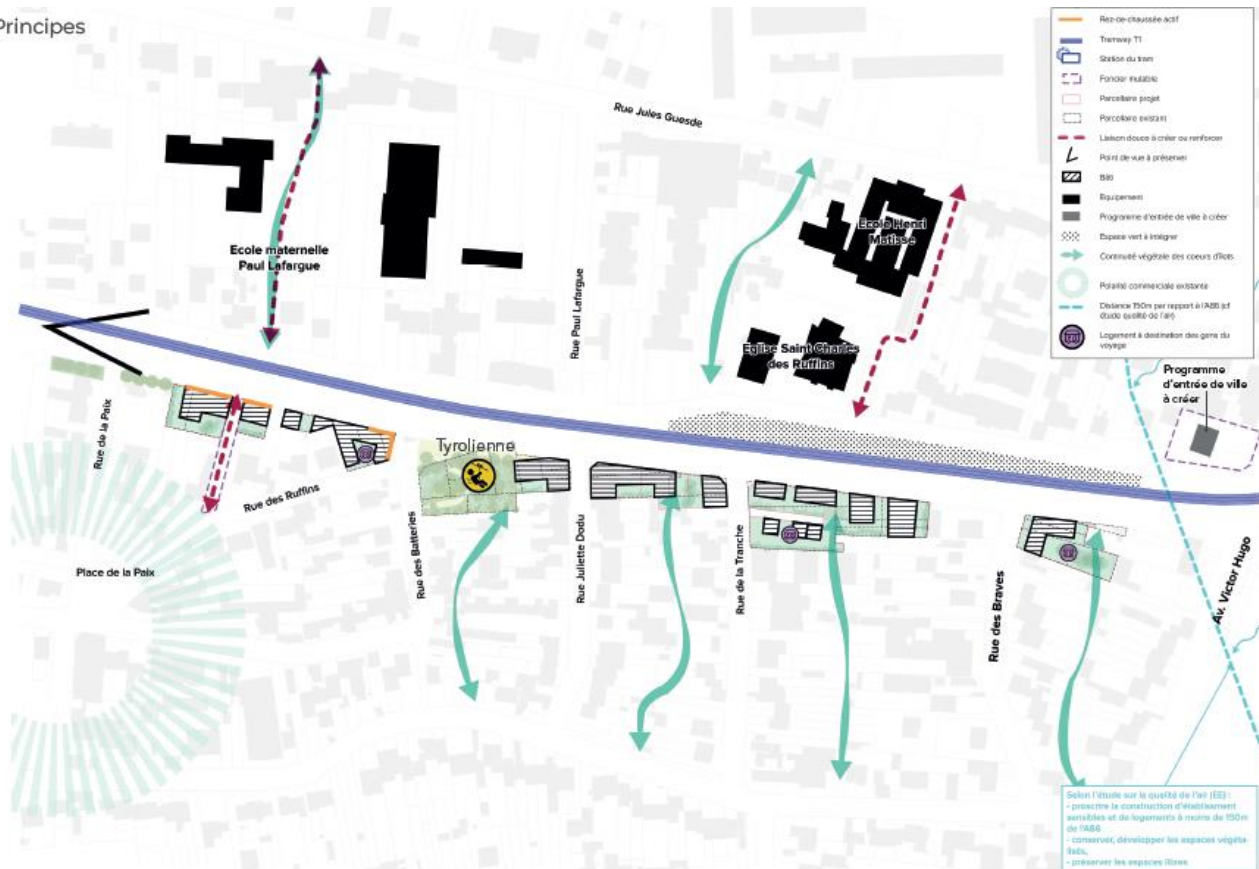 Principes
Rez-de-chaussée actif
Tramway T1
Station du tram
Foncier mutable
Parcellaire projet
Parcellaire existant
Liaison douce à créer ou renforcer
Point de vue à préserver
Bâti
Equipement
Programme d'entrée de ville à créer
Espace vert à intégrer
Continuité végétale des coeurs d'îlots
Polarité commerciale existante
Distance 150m par rapport à l'A86 (cf
étude qualité de l'air)
Logement à destination des gens du
voyage
Rue Jules Guesde
Ecole Henri
Matisse
Ecole maternelle
Paul Lafargue
Rue Paul Lafargue
Eglise Saint Charles
des Ruffins
Programme
d'entrée de ville
à créer
Rue de la Paix
Rue des Ruffins
Tyrolienne
Rue des Batteries
Rue Juliette Dodu
Rue de la Tranche
Rue des Braves
Av. Victor Hugo
Place de la Paix
Selon l'étude sur la qualité de l'air (EE) :
- proscrire la construction d'établisement
sensibles et de logements à moins de 150m
de l'A86
- conserver, développer les espaces végéta-
lisés,
- préserver les espaces libres